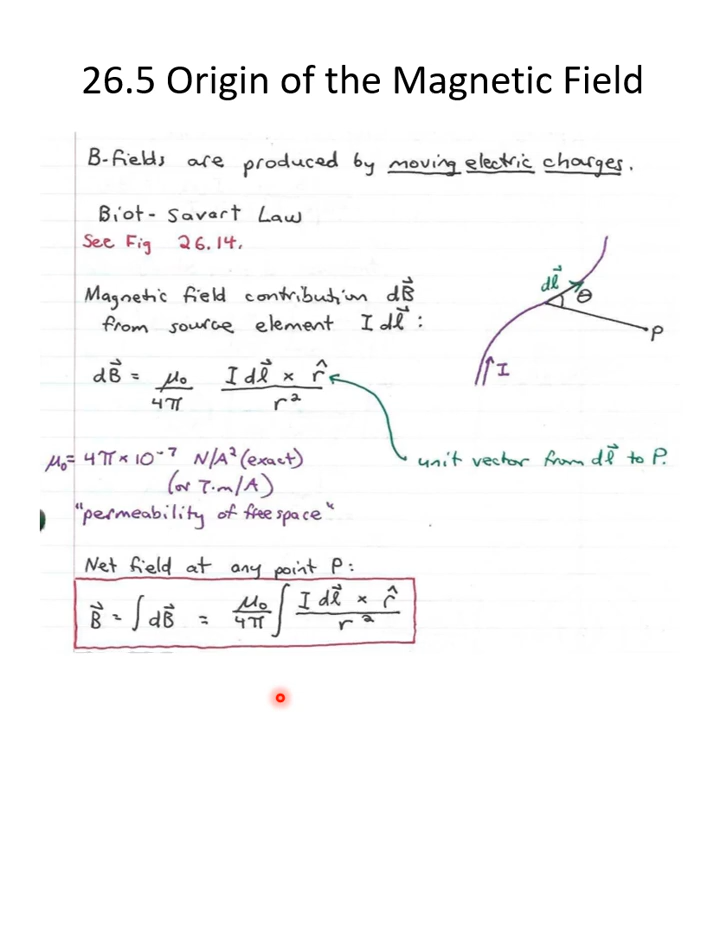 26.5 Origin of the Magnetic Field
B-fields are produced by moving electric charges.
Biot-Savart Law
See Fig 26.14.
Magnetic field contribution dB⃗
from source element I dl⃗ :
dl⃗
θ
P
I
dB⃗ = μ₀/4π I dl⃗ × r̂ / r²
unit vector from dl⃗ to P.
μ₀ = 4π × 10⁻⁷ N/A² (exact)
(or T·m/A)
"permeability of free space"
Net field at any point P:
B⃗ = ∫ dB⃗ = μ₀/4π ∫ I dl⃗ × r̂ / r²